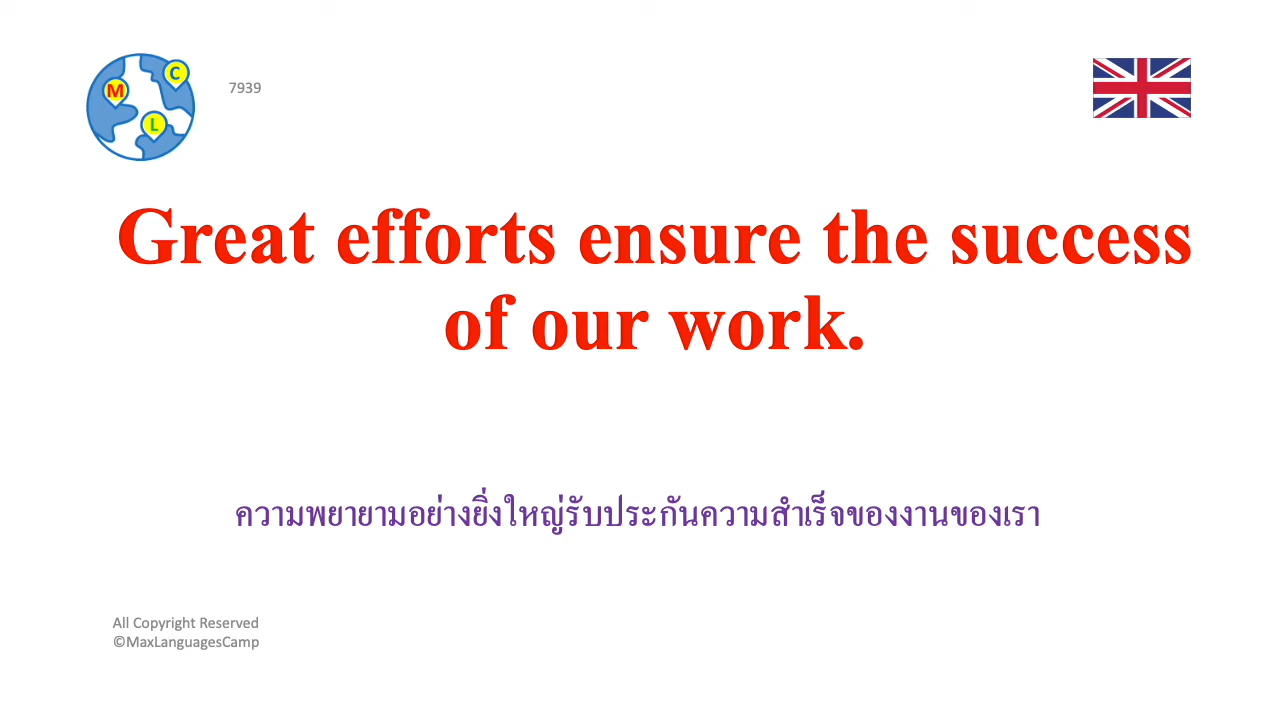 M
C
L
7939
Great efforts ensure the success
of our work.
ความพยายามอย่างยิ่งใหญ่รับประกันความสำเร็จของงานของเรา
All Copyright Reserved
©MaxLanguagesCamp